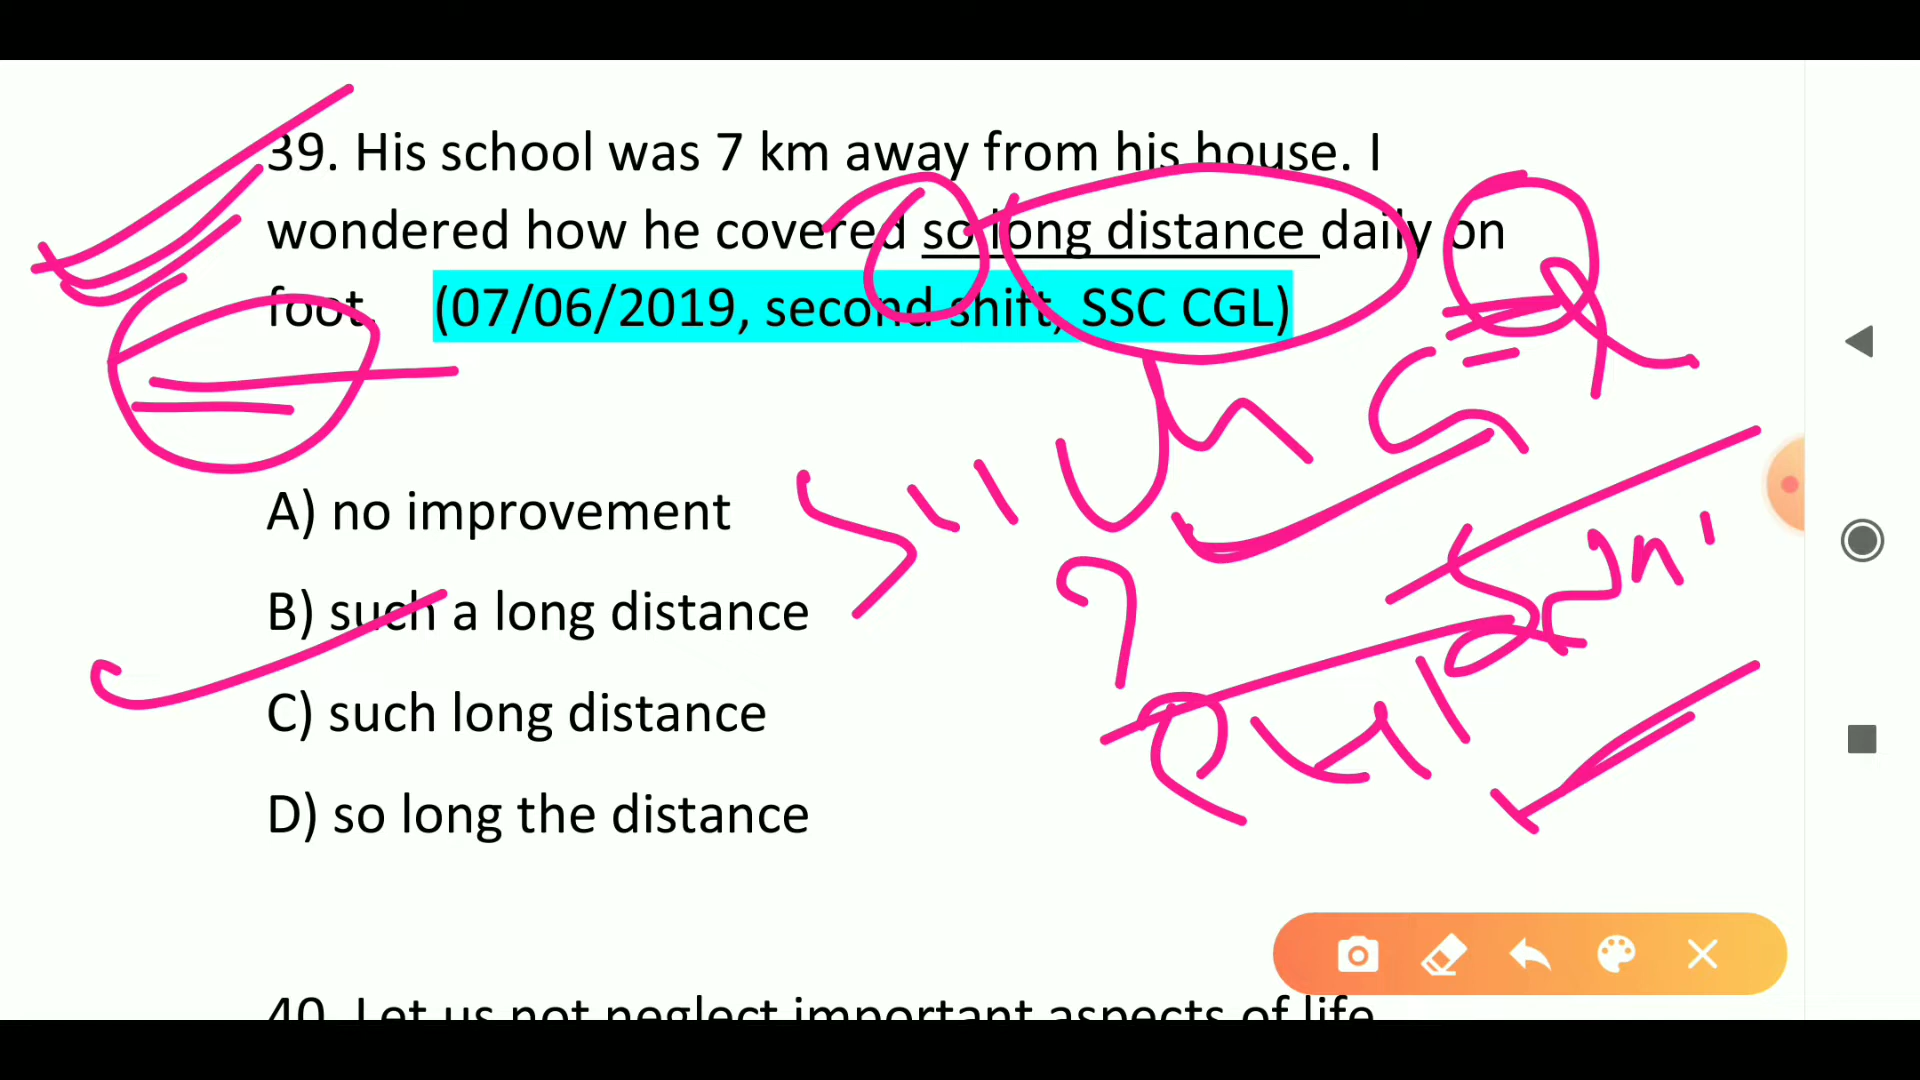 39. His school was 7 km away from his house. I
wondered how he covered so long distance daily on
foot. (07/06/2019, second shift, SSC CGL)
A) no improvement
B) such a long distance
C) such long distance
D) so long the distance
40. Let us not neglect important aspects of life